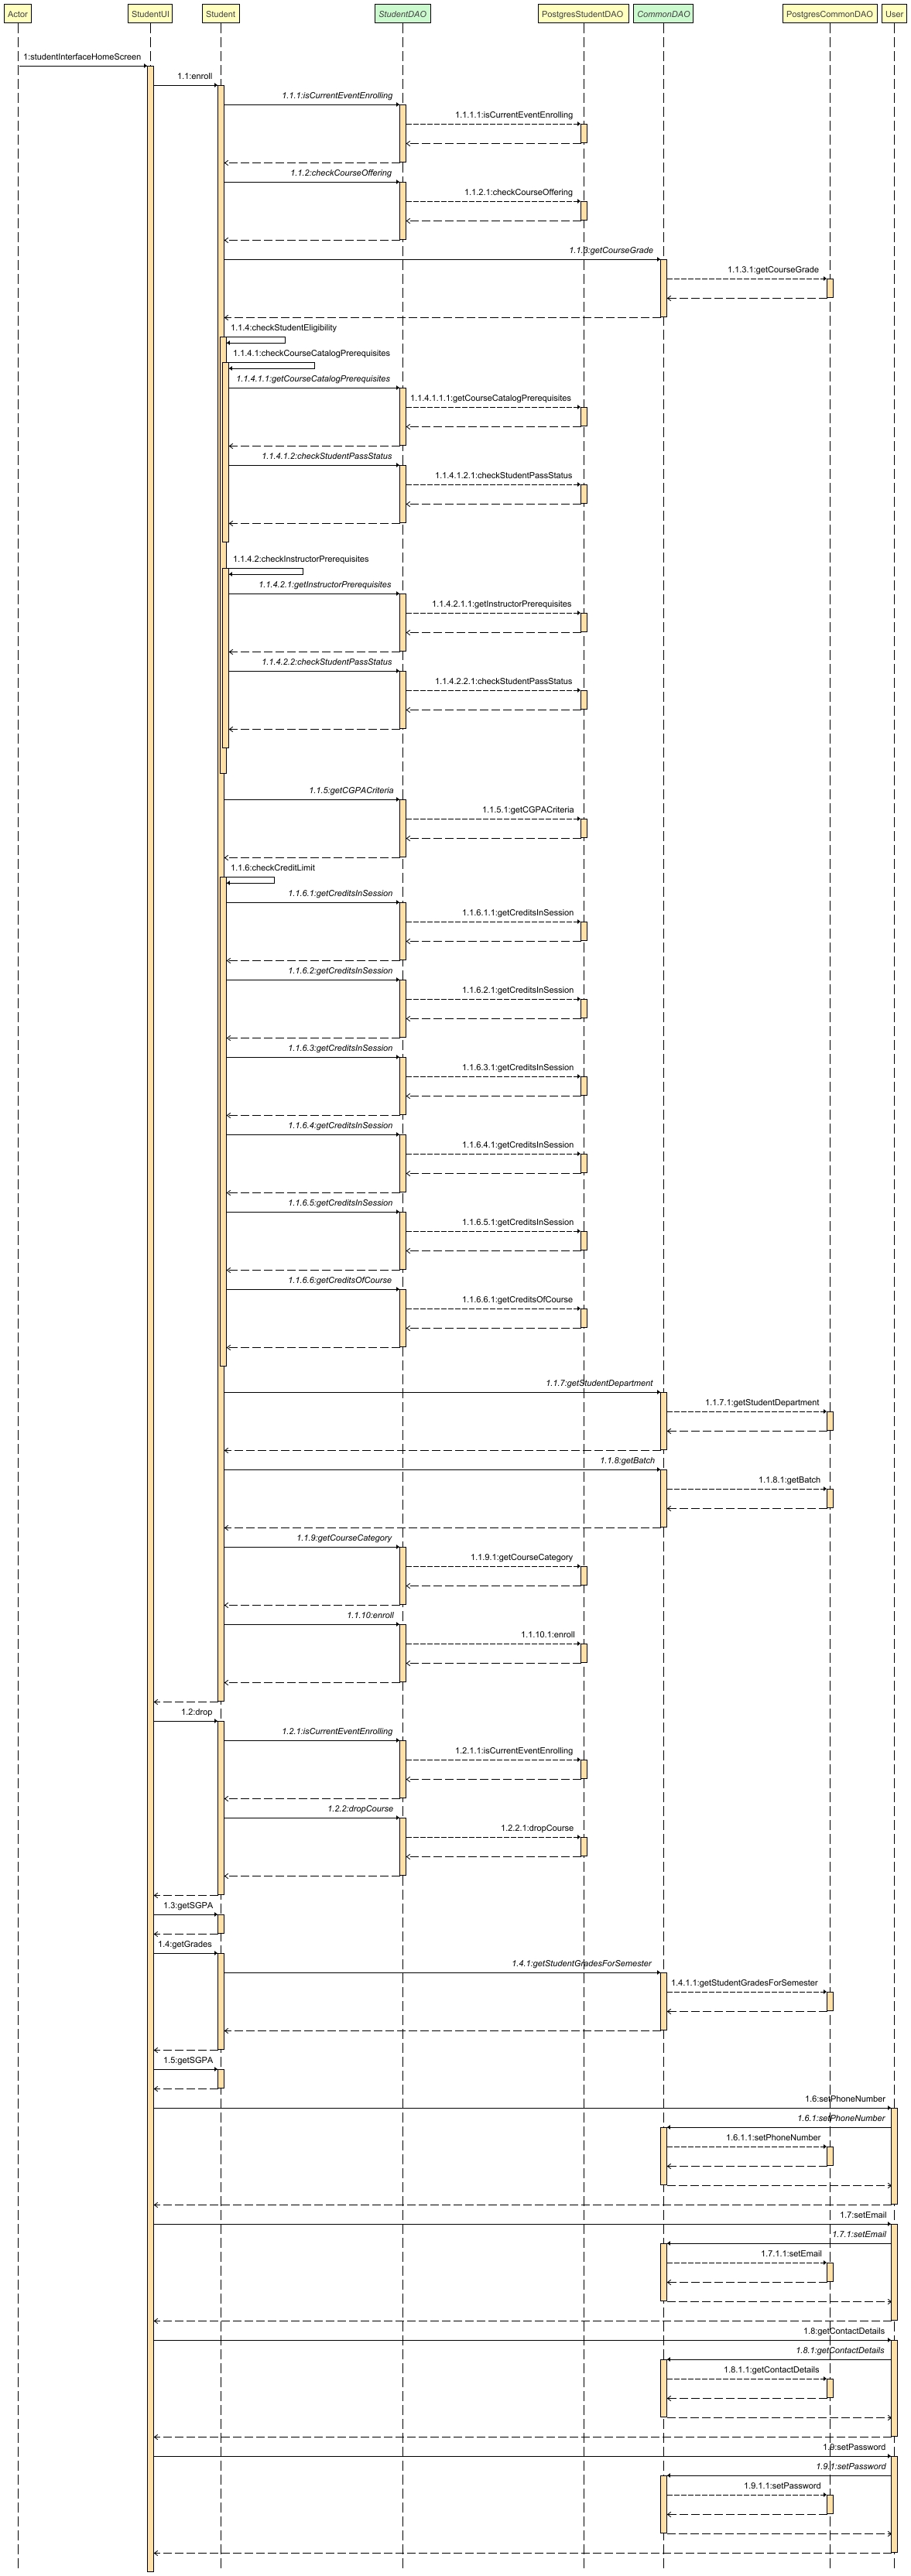 Actor StudentUI Student StudentDAO PostgresStudentDAO CommonDAO PostgresCommonDAO User
1:studentInterfaceHomeScreen
1.1:enroll
1.1.1:isCurrentEventEnrolling
1.1.1.1:isCurrentEventEnrolling
1.1.2:checkCourseOffering
1.1.2.1:checkCourseOffering
1.1.3:getCourseGrade
1.1.3.1:getCourseGrade
1.1.4:checkStudentEligibility
1.1.4.1:checkCourseCatalogPrerequisites
1.1.4.1.1:getCourseCatalogPrerequisites
1.1.4.1.1.1:getCourseCatalogPrerequisites
1.1.4.1.2:checkStudentPassStatus
1.1.4.1.2.1:checkStudentPassStatus
1.1.4.2:checkInstructorPrerequisites
1.1.4.2.1:getInstructorPrerequisites
1.1.4.2.1.1:getInstructorPrerequisites
1.1.4.2.2:checkStudentPassStatus
1.1.4.2.2.1:checkStudentPassStatus
1.1.5:getCGPACriteria
1.1.5.1:getCGPACriteria
1.1.6:checkCreditLimit
1.1.6.1:getCreditsInSession
1.1.6.1.1:getCreditsInSession
1.1.6.2:getCreditsInSession
1.1.6.2.1:getCreditsInSession
1.1.6.3:getCreditsInSession
1.1.6.3.1:getCreditsInSession
1.1.6.4:getCreditsInSession
1.1.6.4.1:getCreditsInSession
1.1.6.5:getCreditsInSession
1.1.6.5.1:getCreditsInSession
1.1.6.6:getCreditsOfCourse
1.1.6.6.1:getCreditsOfCourse
1.1.7:getStudentDepartment
1.1.7.1:getStudentDepartment
1.1.8:getBatch
1.1.8.1:getBatch
1.1.9:getCourseCategory
1.1.9.1:getCourseCategory
1.1.10:enroll
1.1.10.1:enroll
1.2:drop
1.2.1:isCurrentEventEnrolling
1.2.1.1:isCurrentEventEnrolling
1.2.2:dropCourse
1.2.2.1:dropCourse
1.3:getSGPA
1.4:getGrades
1.4.1:getStudentGradesForSemester
1.4.1.1:getStudentGradesForSemester
1.5:getSGPA
1.6:setPhoneNumber
1.6.1:setPhoneNumber
1.6.1.1:setPhoneNumber
1.7:setEmail
1.7.1:setEmail
1.7.1.1:setEmail
1.8:getContactDetails
1.8.1:getContactDetails
1.8.1.1:getContactDetails
1.9:setPassword
1.9.1:setPassword
1.9.1.1:setPassword